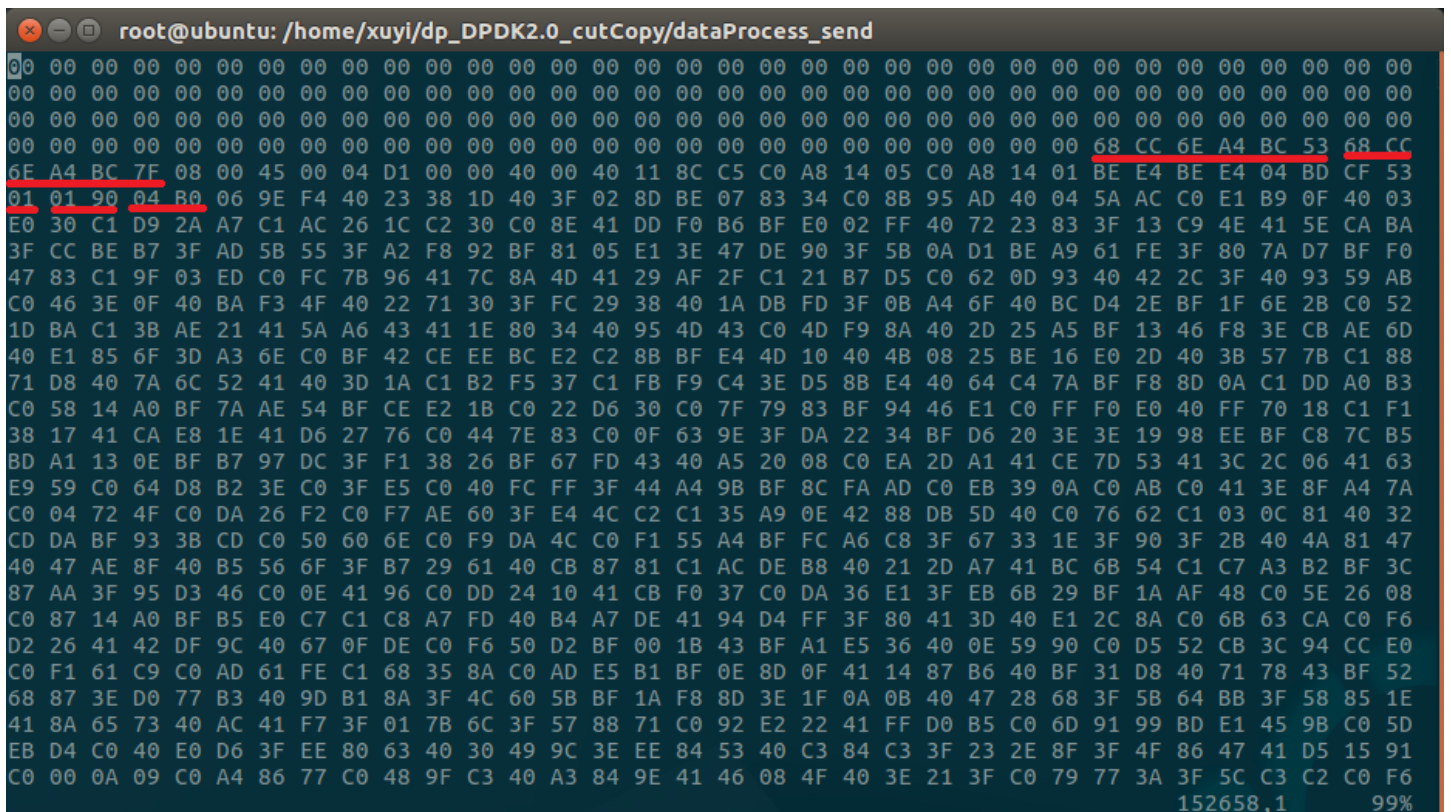 root@ubuntu: /home/xuyi/dp_DPDK2.0_cutCopy/dataProcess_send
00 00 00 00 00 00 00 00 00 00 00 00 00 00 00 00 00 00 00 00 00 00 00 00 00 00 00 00 00 00 00 00 00 00
00 00 00 00 00 00 00 00 00 00 00 00 00 00 00 00 00 00 00 00 00 00 00 00 00 00 00 00 00 00 00 00 00 00
00 00 00 00 00 00 00 00 00 00 00 00 00 00 00 00 00 00 00 00 00 00 00 00 00 00 00 00 00 00 00 00 00 00
00 00 00 00 00 00 00 00 00 00 00 00 00 00 00 00 00 00 00 00 00 00 00 00 00 00 68 CC 6E A4 BC 53 68 CC
6E A4 BC 7F 08 00 45 00 04 D1 00 00 40 00 40 11 8C C5 C0 A8 14 05 C0 A8 14 01 BE E4 BE E4 04 BD CF 53
01 01 90 04 B0 06 9E F4 40 23 38 1D 40 3F 02 8D BE 07 83 34 C0 8B 95 AD 40 04 5A AC C0 E1 B9 0F 40 03
E0 30 C1 D9 2A A7 C1 AC 26 1C C2 30 C0 8E 41 DD F0 B6 BF E0 02 FF 40 72 23 83 3F 13 C9 4E 41 5E CA BA
3F CC BE B7 3F AD 5B 55 3F A2 F8 92 BF 81 05 E1 3E 47 DE 90 3F 5B 0A D1 BE A9 61 FE 3F 80 7A D7 BF F0
47 83 C1 9F 03 ED C0 FC 7B 96 41 7C 8A 4D 41 29 AF 2F C1 21 B7 D5 C0 62 0D 93 40 42 2C 3F 40 93 59 AB
C0 46 3E 0F 40 BA F3 4F 40 22 71 30 3F FC 29 38 40 1A DB FD 3F 0B A4 6F 40 BC D4 2E BF 1F 6E 2B C0 52
1D BA C1 3B AE 21 41 5A A6 43 41 1E 80 34 40 95 4D 43 C0 4D F9 8A 40 2D 25 A5 BF 13 46 F8 3E CB AE 6D
40 E1 85 6F 3D A3 6E C0 BF 42 CE EE BC E2 C2 8B BF E4 4D 10 40 4B 08 25 BE 16 E0 2D 40 3B 57 7B C1 88
71 D8 40 7A 6C 52 41 40 3D 1A C1 B2 F5 37 C1 FB F9 C4 3E D5 8B E4 40 64 C4 7A BF F8 8D 0A C1 DD A0 B3
C0 58 14 A0 BF 7A AE 54 BF CE E2 1B C0 22 D6 30 C0 7F 79 83 BF 94 46 E1 C0 FF F0 E0 40 FF 70 18 C1 F1
38 17 41 CA E8 1E 41 D6 27 76 C0 44 7E 83 C0 0F 63 9E 3F DA 22 34 BF D6 20 3E 3E 19 98 EE BF C8 7C B5
BD A1 13 0E BF B7 97 DC 3F F1 38 26 BF 67 FD 43 40 A5 20 08 C0 EA 2D A1 41 CE 7D 53 41 3C 2C 06 41 63
E9 59 C0 64 D8 B2 3E C0 3F E5 C0 40 FC FF 3F 44 A4 9B BF 8C FA AD C0 EB 39 0A C0 AB C0 41 3E 8F A4 7A
C0 04 72 4F C0 DA 26 F2 C0 F7 AE 60 3F E4 4C C2 C1 35 A9 0E 42 88 DB 5D 40 C0 76 62 C1 03 0C 81 40 32
CD DA BF 93 3B CD C0 50 60 6E C0 F9 DA 4C C0 F1 55 A4 BF FC A6 C8 3F 67 33 1E 3F 90 3F 2B 40 4A 81 47
40 47 AE 8F 40 B5 56 6F 3F B7 29 61 40 CB 87 81 C1 AC DE B8 40 21 2D A7 41 BC 6B 54 C1 C7 A3 B2 BF 3C
87 AA 3F 95 D3 46 C0 0E 41 96 C0 DD 24 10 41 CB F0 37 C0 DA 36 E1 3F EB 6B 29 BF 1A AF 48 C0 5E 26 08
C0 87 14 A0 BF B5 E0 C7 C1 C8 A7 FD 40 B4 A7 DE 41 94 D4 FF 3F 80 41 3D 40 E1 2C 8A C0 6B 63 CA C0 F6
D2 26 41 42 DF 9C 40 67 0F DE C0 F6 50 D2 BF 00 1B 43 BF A1 E5 36 40 0E 59 90 C0 D5 52 CB 3C 94 CC E0
C0 F1 61 C9 C0 AD 61 FE C1 68 35 8A C0 AD E5 B1 BF 0E 8D 0F 41 14 87 B6 40 BF 31 D8 40 71 78 43 BF 52
68 87 3E D0 77 B3 40 9D B1 8A 3F 4C 60 5B BF 1A F8 8D 3E 1F 0A 0B 40 47 28 68 3F 5B 64 BB 3F 58 85 1E
41 8A 65 73 40 AC 41 F7 3F 01 7B 6C 3F 57 88 71 C0 92 E2 22 41 FF D0 B5 C0 6D 91 99 BD E1 45 9B C0 5D
EB D4 C0 40 E0 D6 3F EE 80 63 40 30 49 9C 3E EE 84 53 40 C3 84 C3 3F 23 2E 8F 3F 4F 86 47 41 D5 15 91
C0 00 0A 09 C0 A4 86 77 C0 48 9F C3 40 A3 84 9E 41 46 08 4F 40 3E 21 3F C0 79 77 3A 3F 5C C3 C2 C0 F6
152658,1 99%